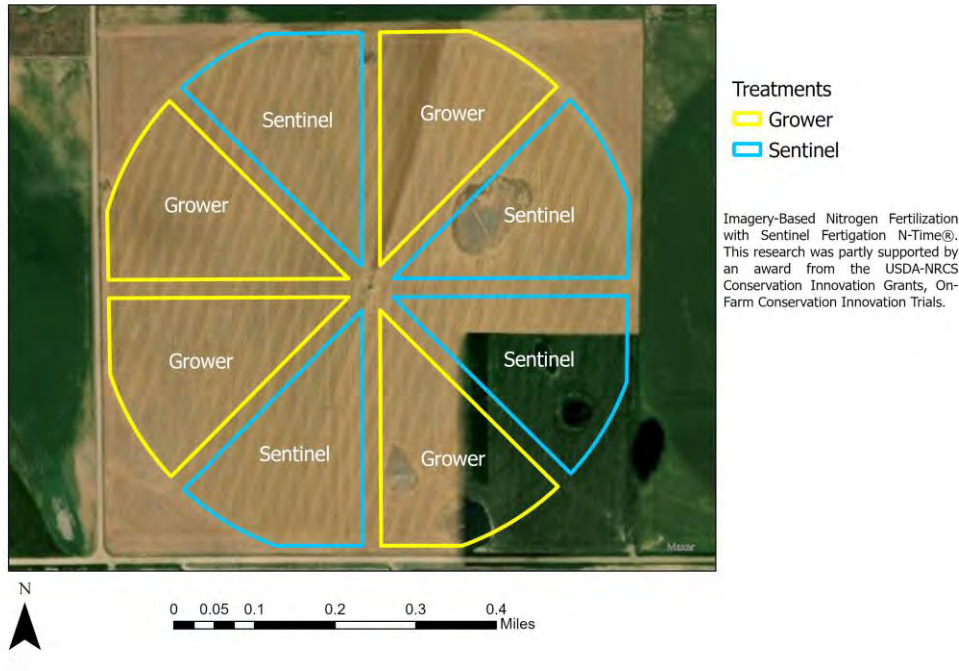 Sentinel
Grower
Grower
Sentinel
Grower
Sentinel
Sentinel
Grower
Maxar
Treatments
Grower
Sentinel
Imagery-Based Nitrogen Fertilization
with Sentinel Fertigation N-Time®.
This research was partly supported by
an award from the USDA-NRCS
Conservation Innovation Grants, On-
Farm Conservation Innovation Trials.
N
0 0.05 0.1 0.2 0.3 0.4
Miles